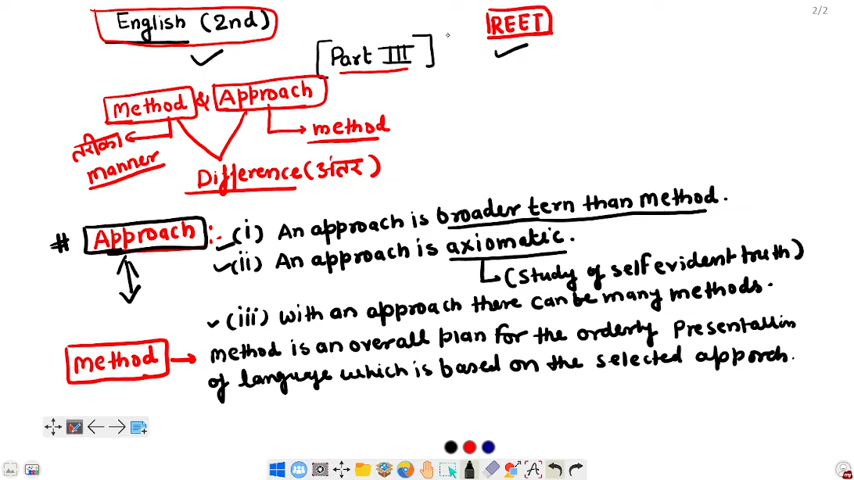 2/2
English (2nd)
REET
[Part III]
Method & Approach
तरीका
manner
method
Difference (अंतर)
# Approach :- (i) An approach is broader tern than method.
(ii) An approach is axiomatic.
(Study of self evident truth)
(iii) with an approach there can be many methods.
method → method is an overall plan for the orderly Presentation
of language which is based on the selected approch.